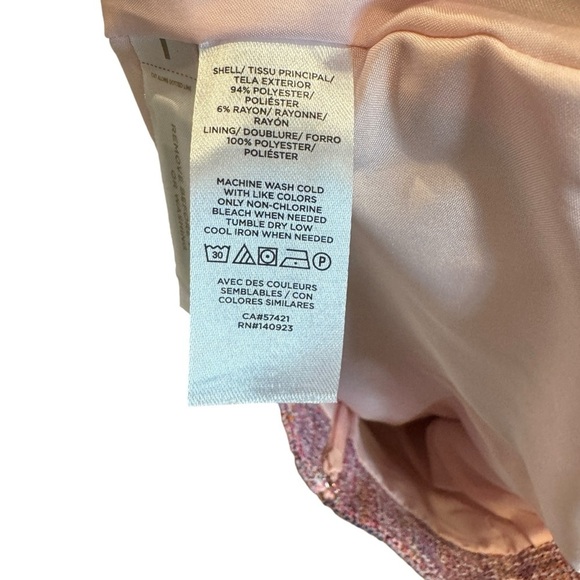 SHELL/ TISSU PRINCIPAL/
TELA EXTERIOR
94% POLYESTER/
POLIÉSTER
6% RAYON/ RAYONNE/
RAYÓN
LINING/ DOUBLURE/ FORRO
100% POLYESTER/
POLIÉSTER
MACHINE WASH COLD
WITH LIKE COLORS
ONLY NON-CHLORINE
BLEACH WHEN NEEDED
TUMBLE DRY LOW
COOL IRON WHEN NEEDED
30 P
AVEC DES COULEURS
SEMBLABLES / CON
COLORES SIMILARES
CA#57421
RN#140923
REMOVE BEFORE